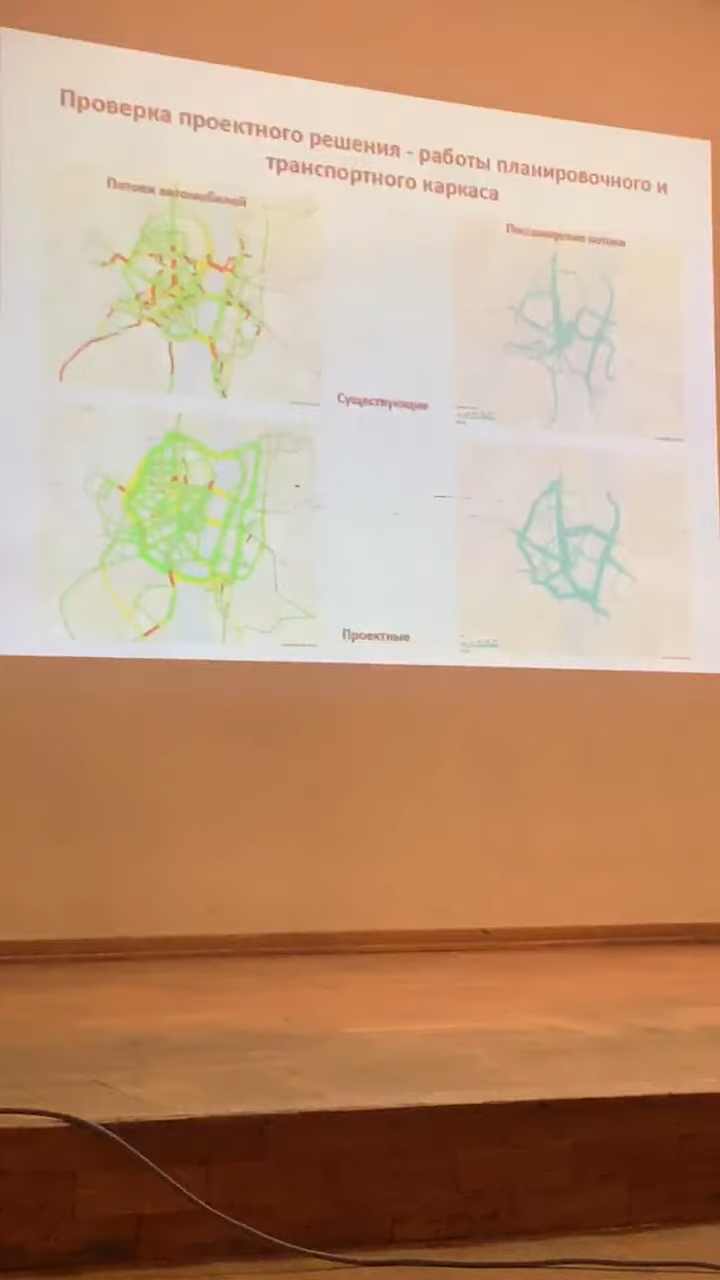 Проверка проектного решения - работы планировочного и
транспортного каркаса
Потоки автомобилей
Пассажирские потоки
Существующие
Проектные